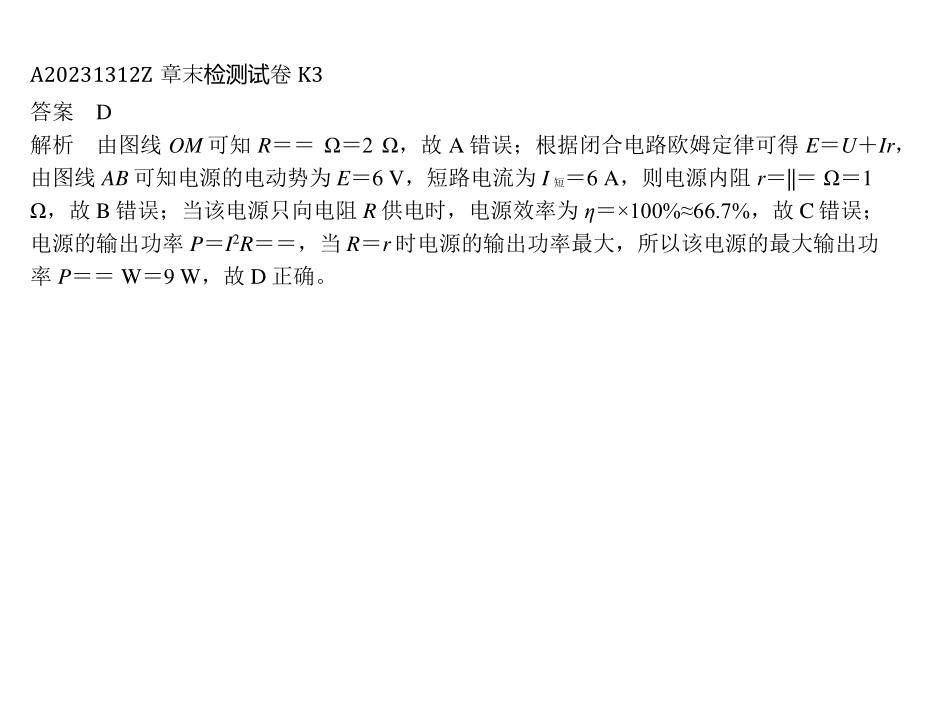 A20231312Z 章末检测试卷 K3
答案 D
解析 由图线 OM 可知 R＝＝ Ω＝2 Ω，故 A 错误；根据闭合电路欧姆定律可得 E＝U＋Ir，
由图线 AB 可知电源的电动势为 E＝6 V，短路电流为 I短＝6 A，则电源内阻 r＝||＝ Ω＝1
Ω，故 B 错误；当该电源只向电阻 R 供电时，电源效率为 η＝×100%≈66.7%，故 C 错误；
电源的输出功率 P＝I²R＝＝，当 R＝r 时电源的输出功率最大，所以该电源的最大输出功
率 P＝＝ W＝9 W，故 D 正确。